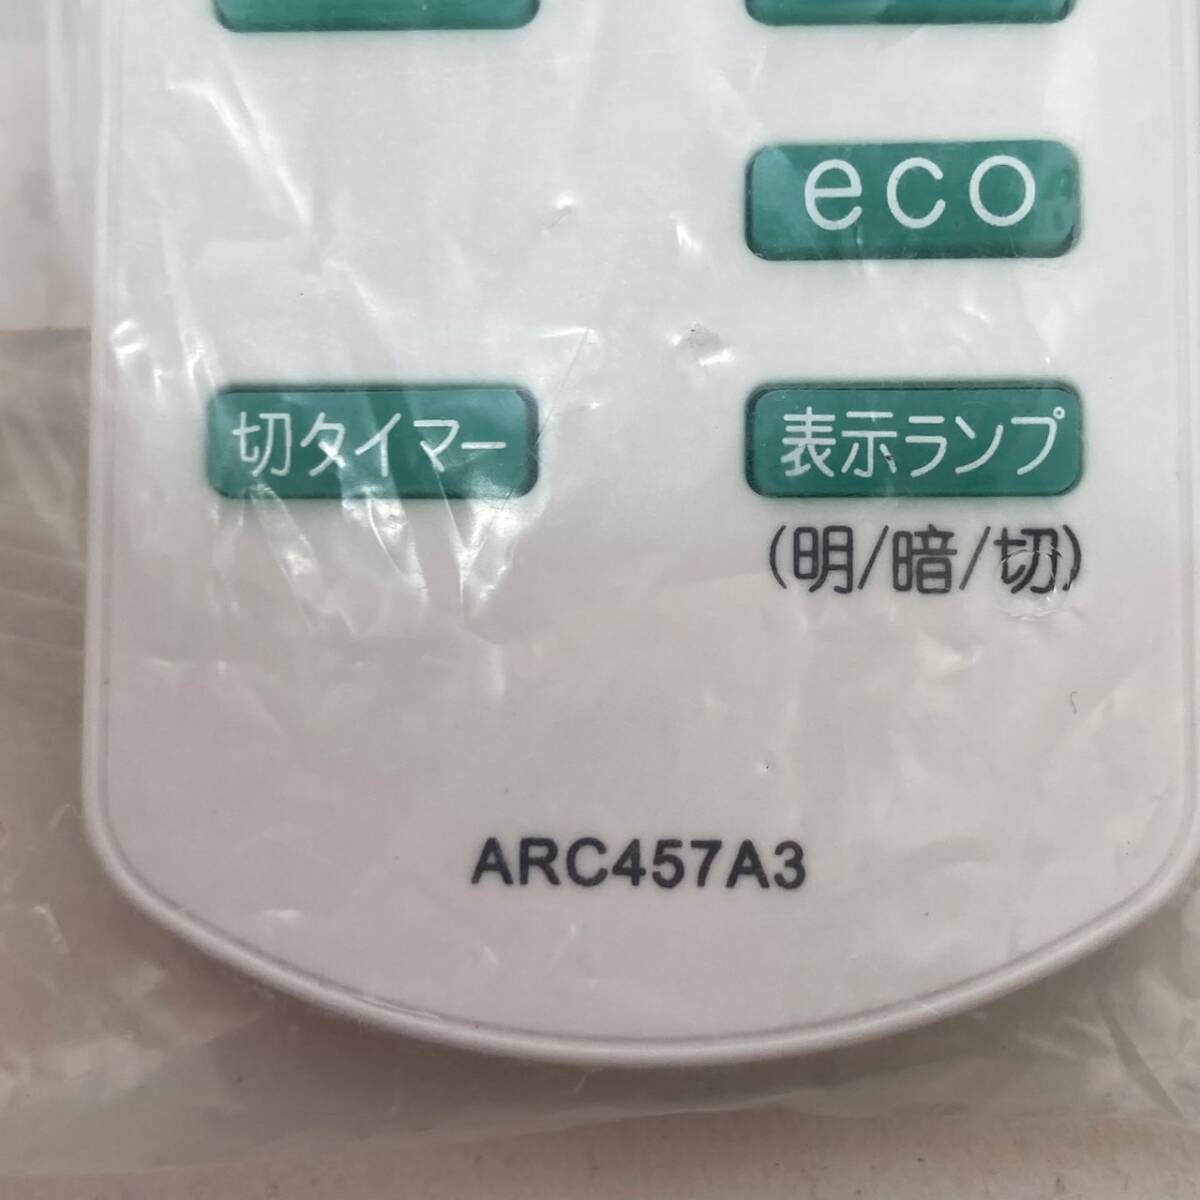 eco
切タイマー
表示ランプ
(明/暗/切)
ARC457A3